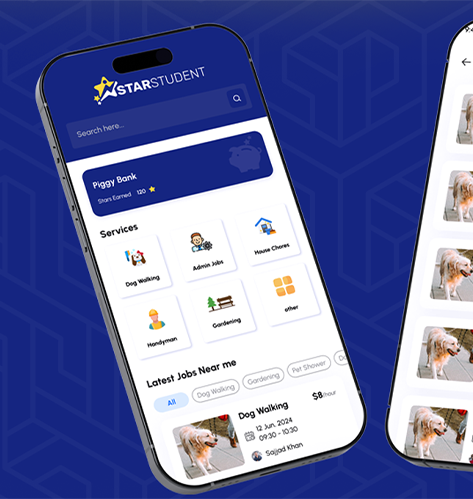 STARSTUDENT
Search here...
Piggy Bank
Stars Earned 120
Services
Dog Walking
Admin Jobs
House Chores
Handyman
Gardening
other
Latest Jobs Near me
All
Dog Walking
Gardening
Pet Shower
Dog Walking
$8/hour
12 Jun, 2024
09:30 - 10:30
Sajjad Khan